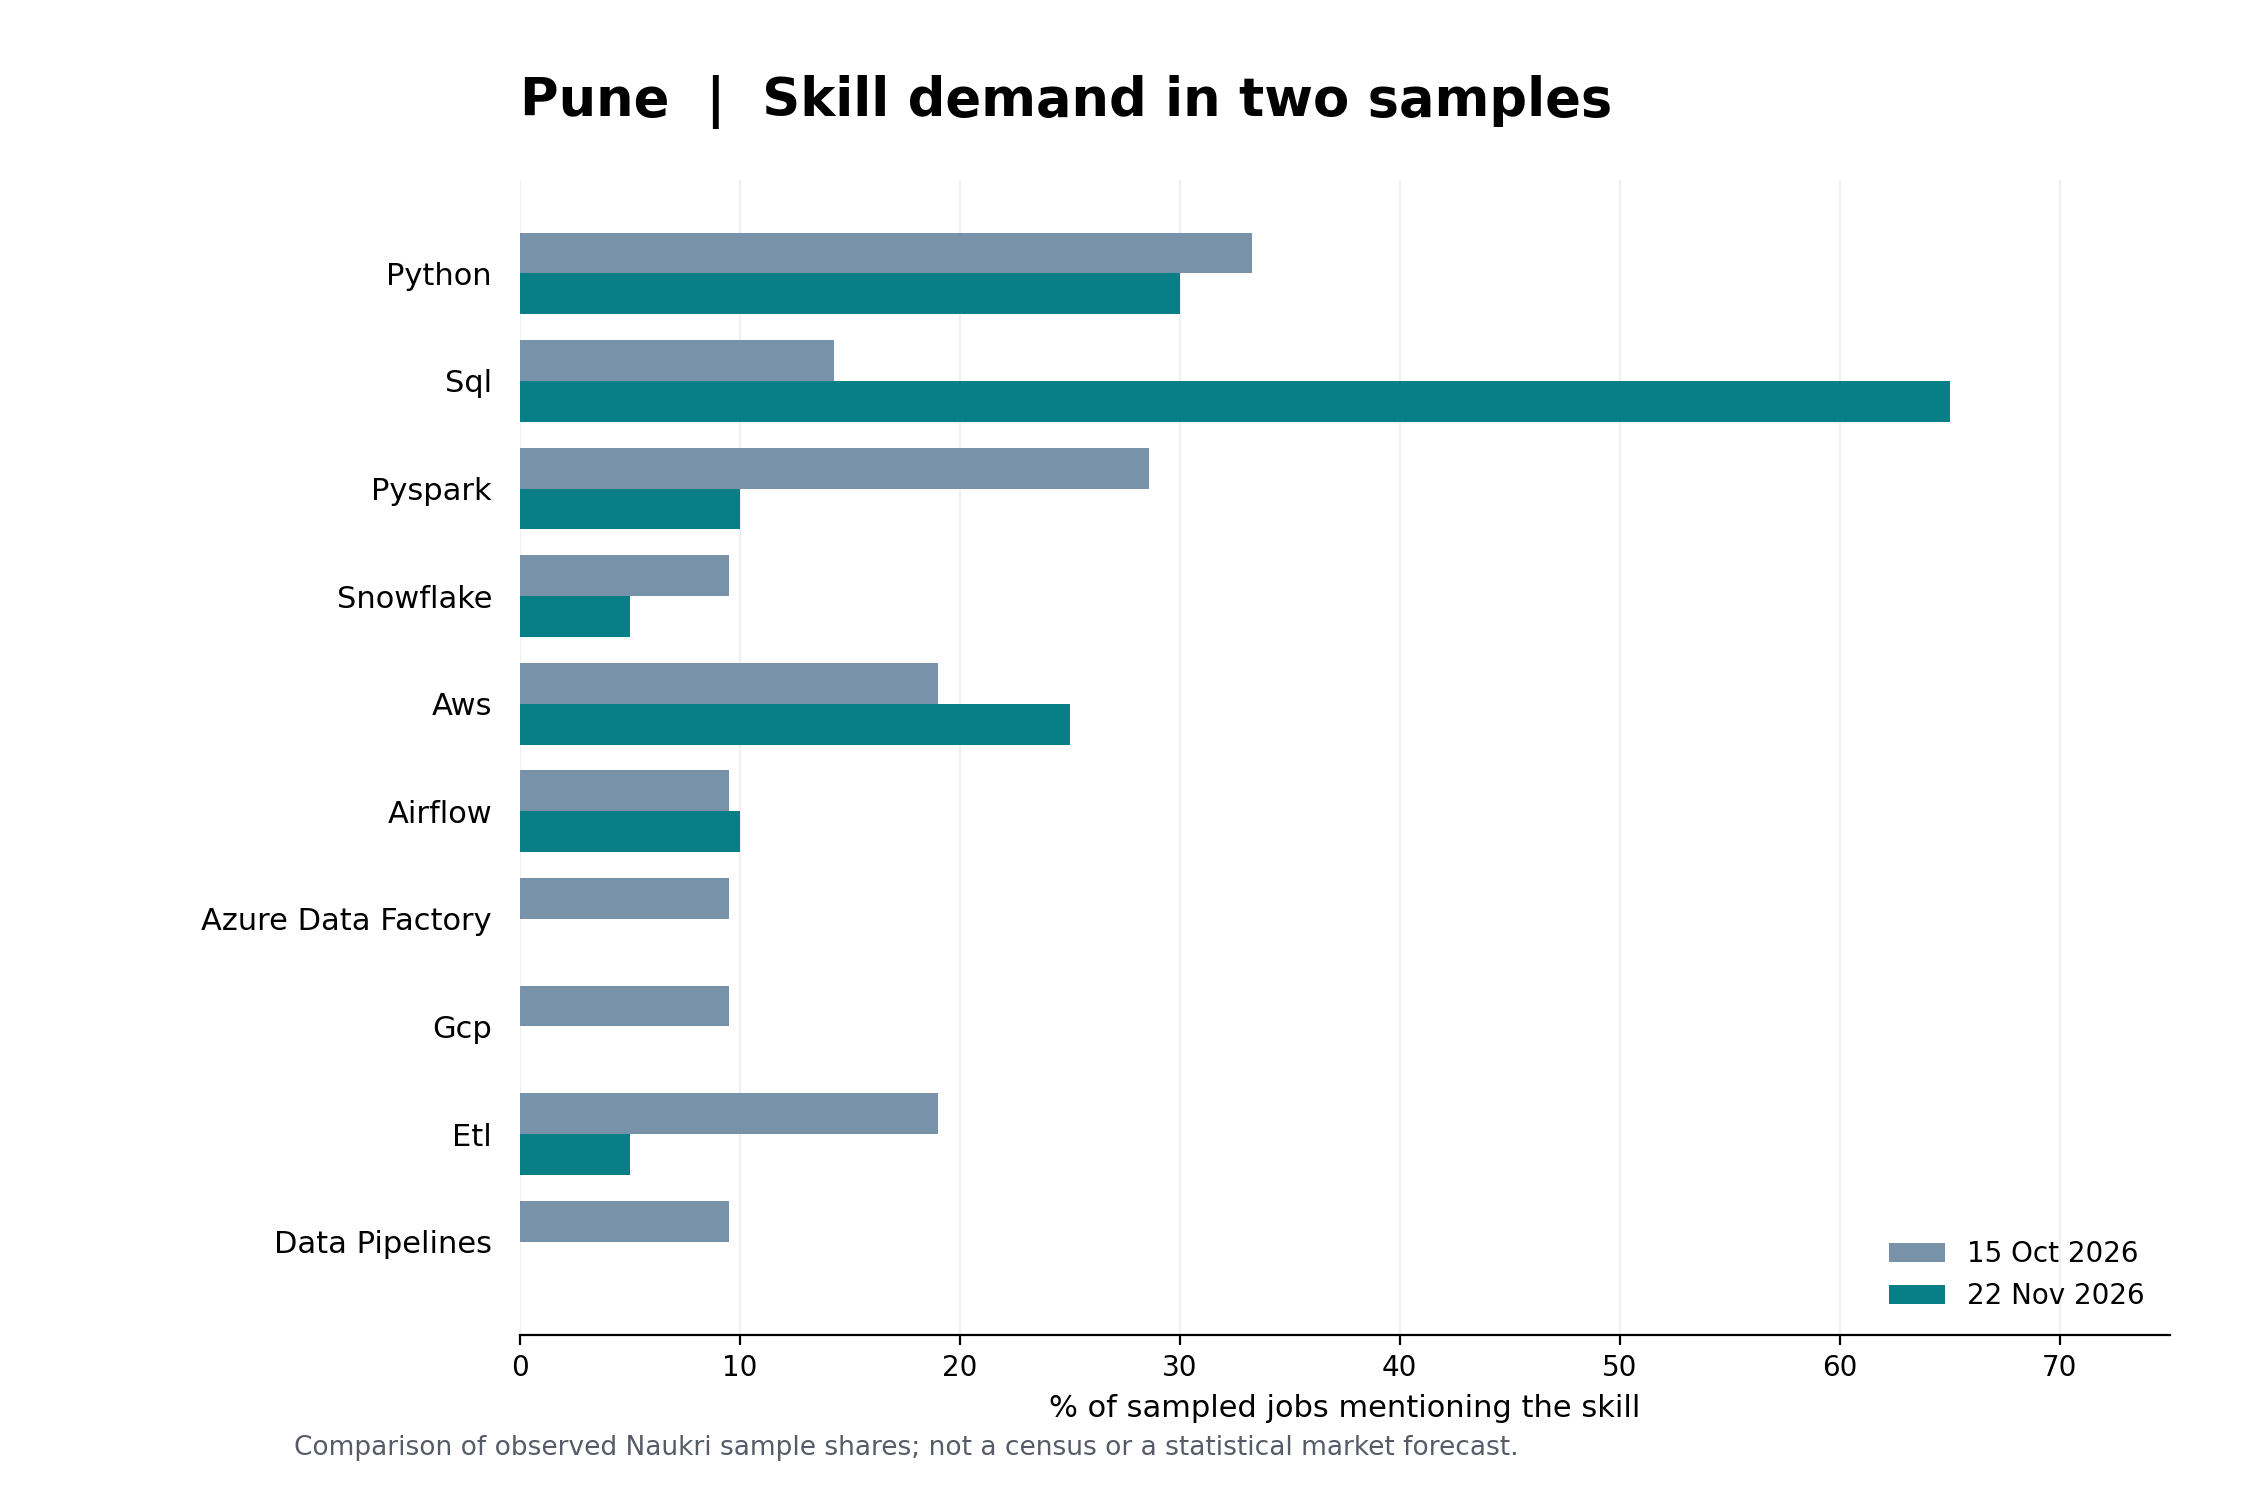 Pune | Skill demand in two samples
Python
Sql
Pyspark
Snowflake
Aws
Airflow
Azure Data Factory
Gcp
Etl
Data Pipelines
15 Oct 2026
22 Nov 2026
0 10 20 30 40 50 60 70
% of sampled jobs mentioning the skill
Comparison of observed Naukri sample shares; not a census or a statistical market forecast.